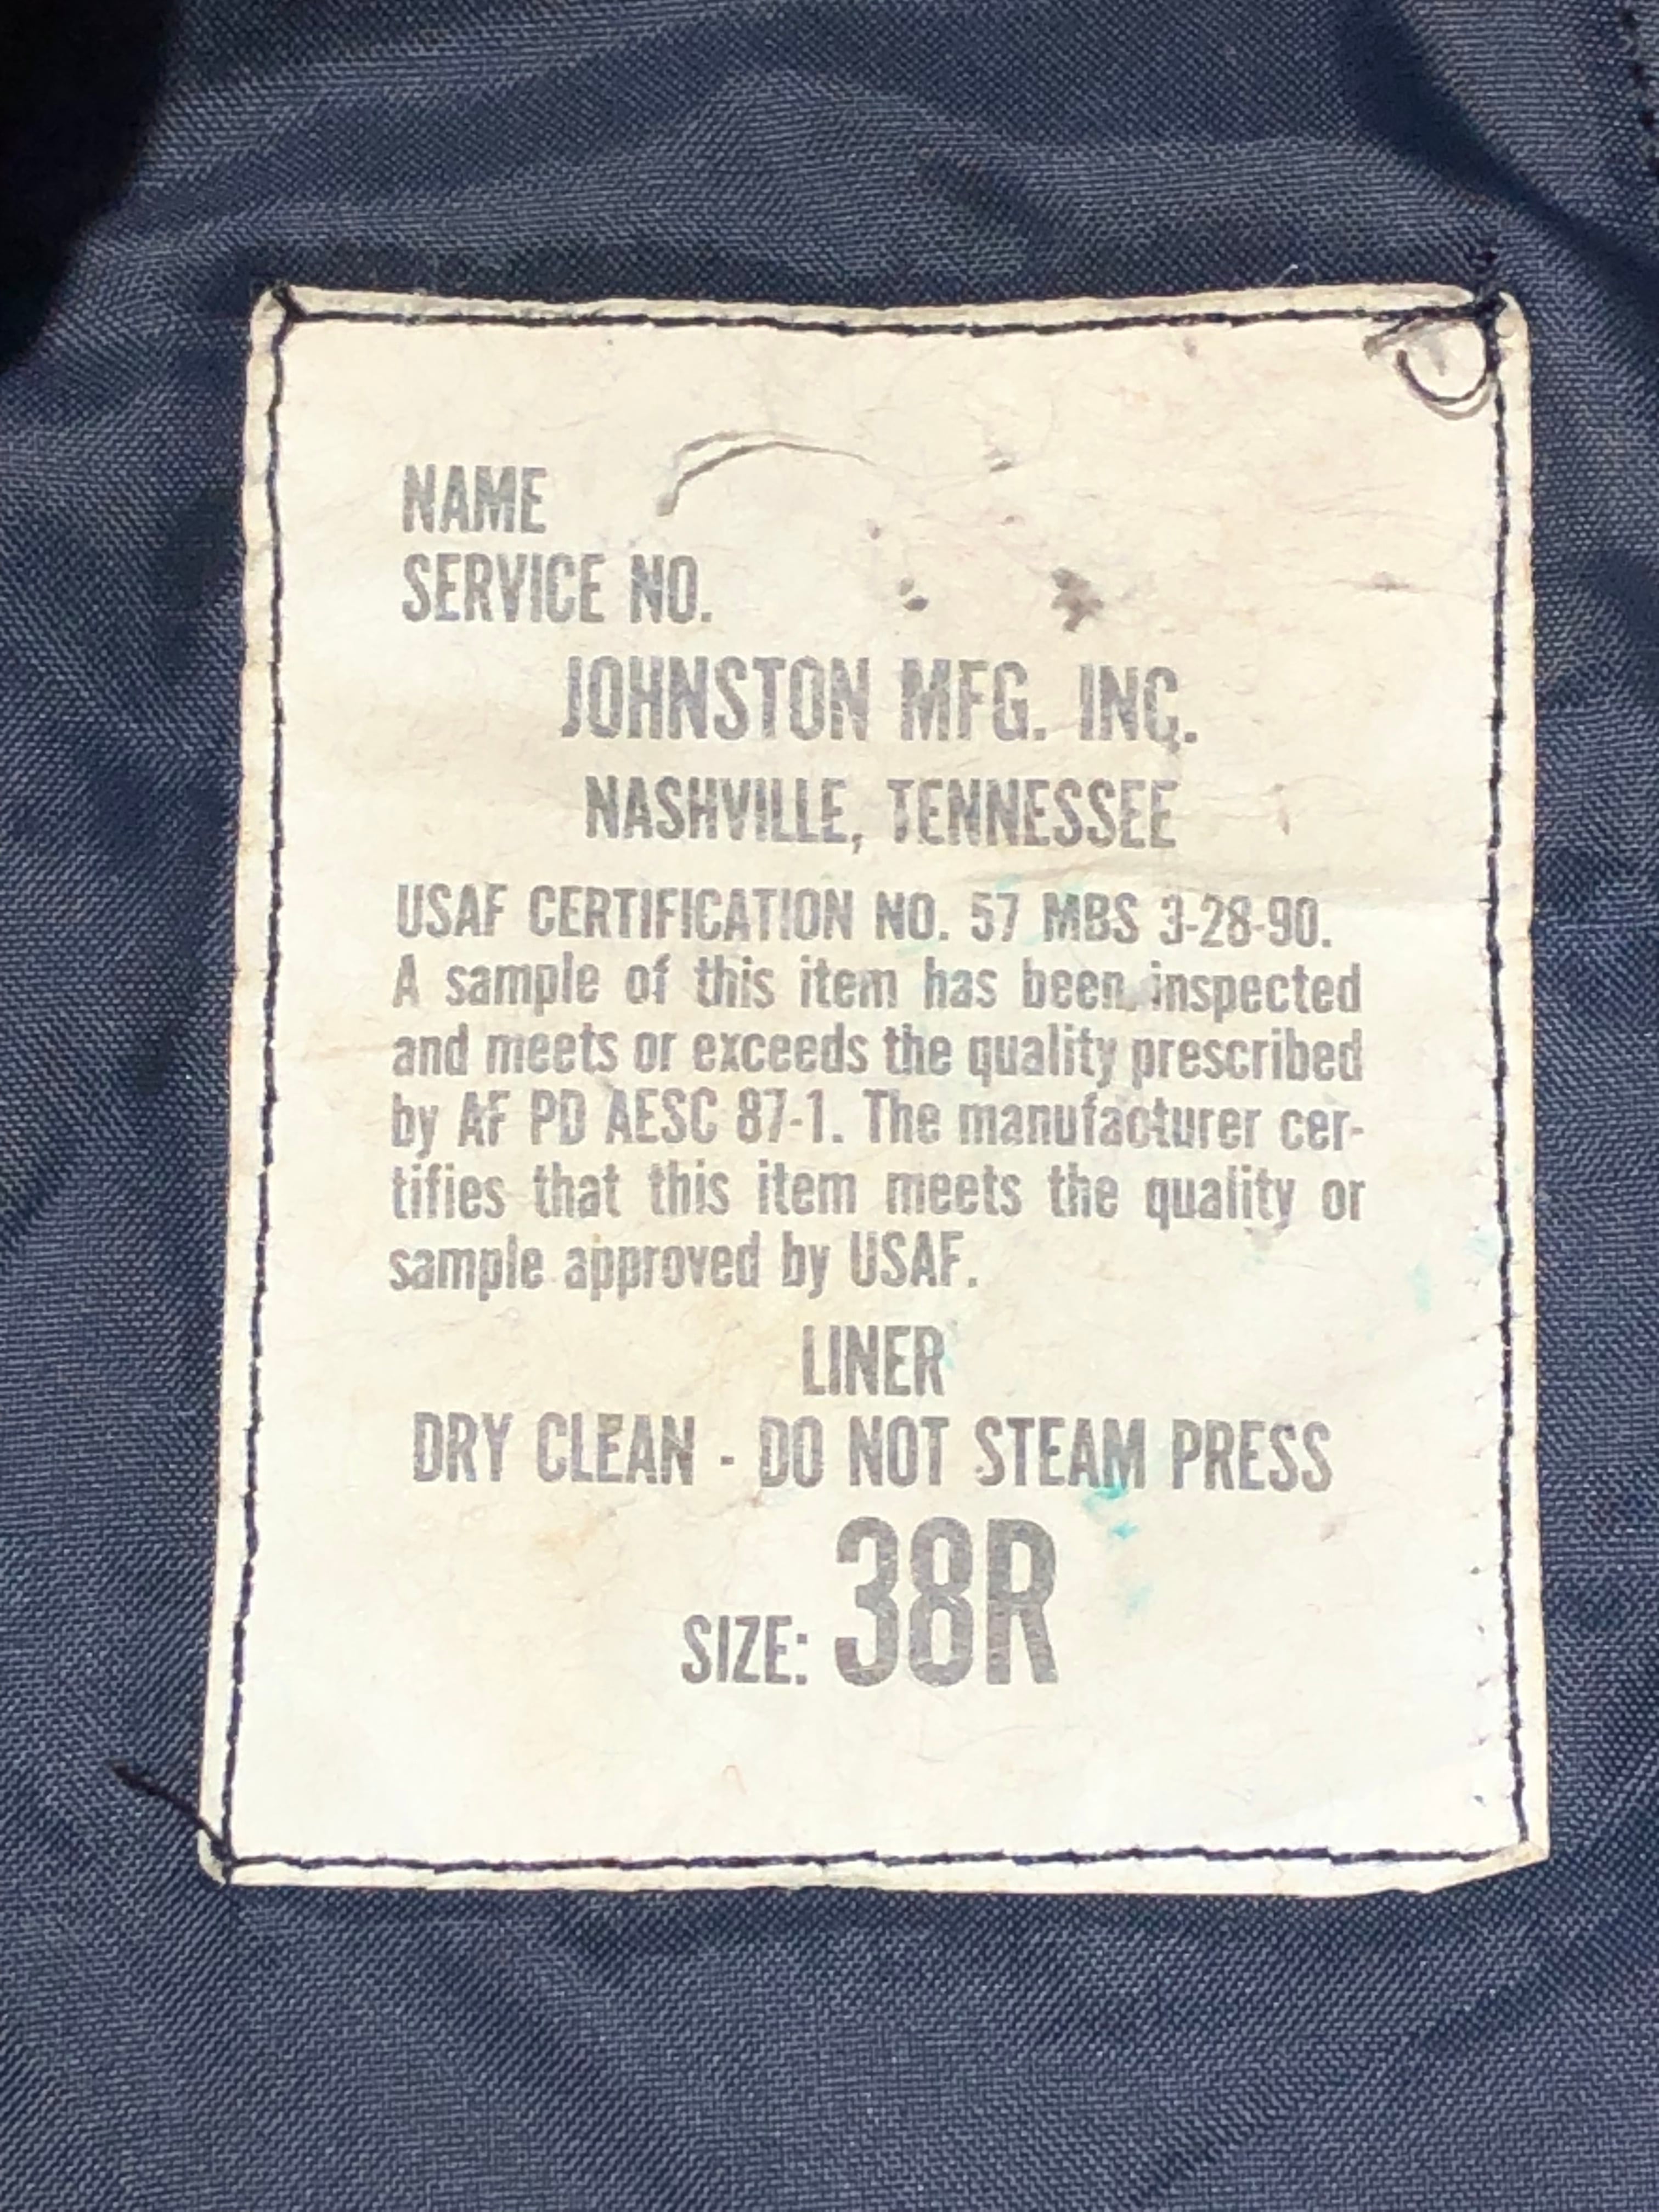 NAME
SERVICE NO.
JOHNSTON MFG. INC.
NASHVILLE, TENNESSEE
USAF CERTIFICATION NO. 57 MBS 3-28-90.
A sample of this item has been inspected
and meets or exceeds the quality prescribed
by AF PD AESC 87-1. The manufacturer cer-
tifies that this item meets the quality or
sample approved by USAF.
LINER
DRY CLEAN - DO NOT STEAM PRESS
SIZE: 38R